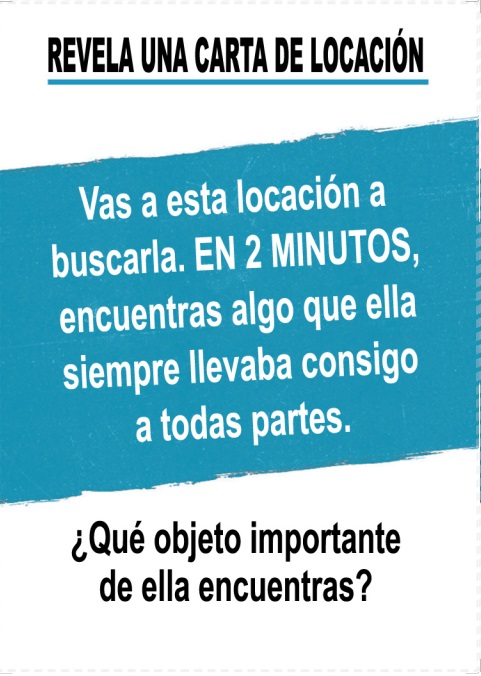 REVELA UNA CARTA DE LOCACIÓN
Vas a esta locación a
buscarla. EN 2 MINUTOS,
encuentras algo que ella
siempre llevaba consigo
a todas partes.
¿Qué objeto importante
de ella encuentras?